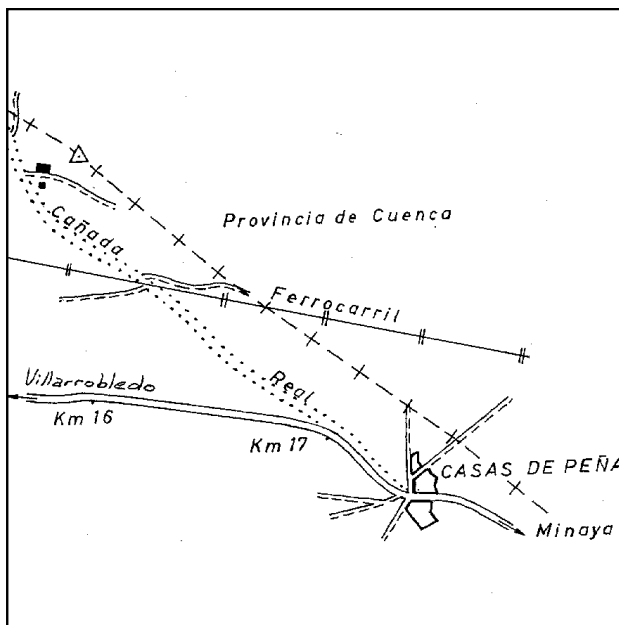 Provincia de Cuenca
Cañada
Ferrocarril
Real
Villarrobledo
Km 16
Km 17
CASAS DE PEÑA
Minaya